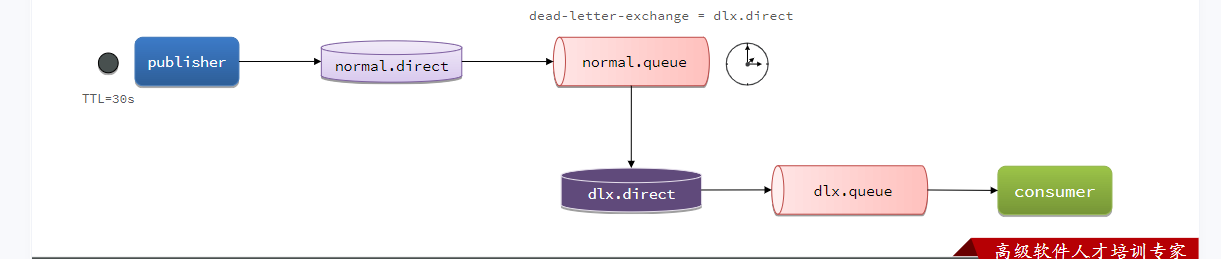 dead-letter-exchange = dlx.direct
publisher
normal.direct
normal.queue
TTL=30s
dlx.direct
dlx.queue
consumer
高级软件人才培训专家